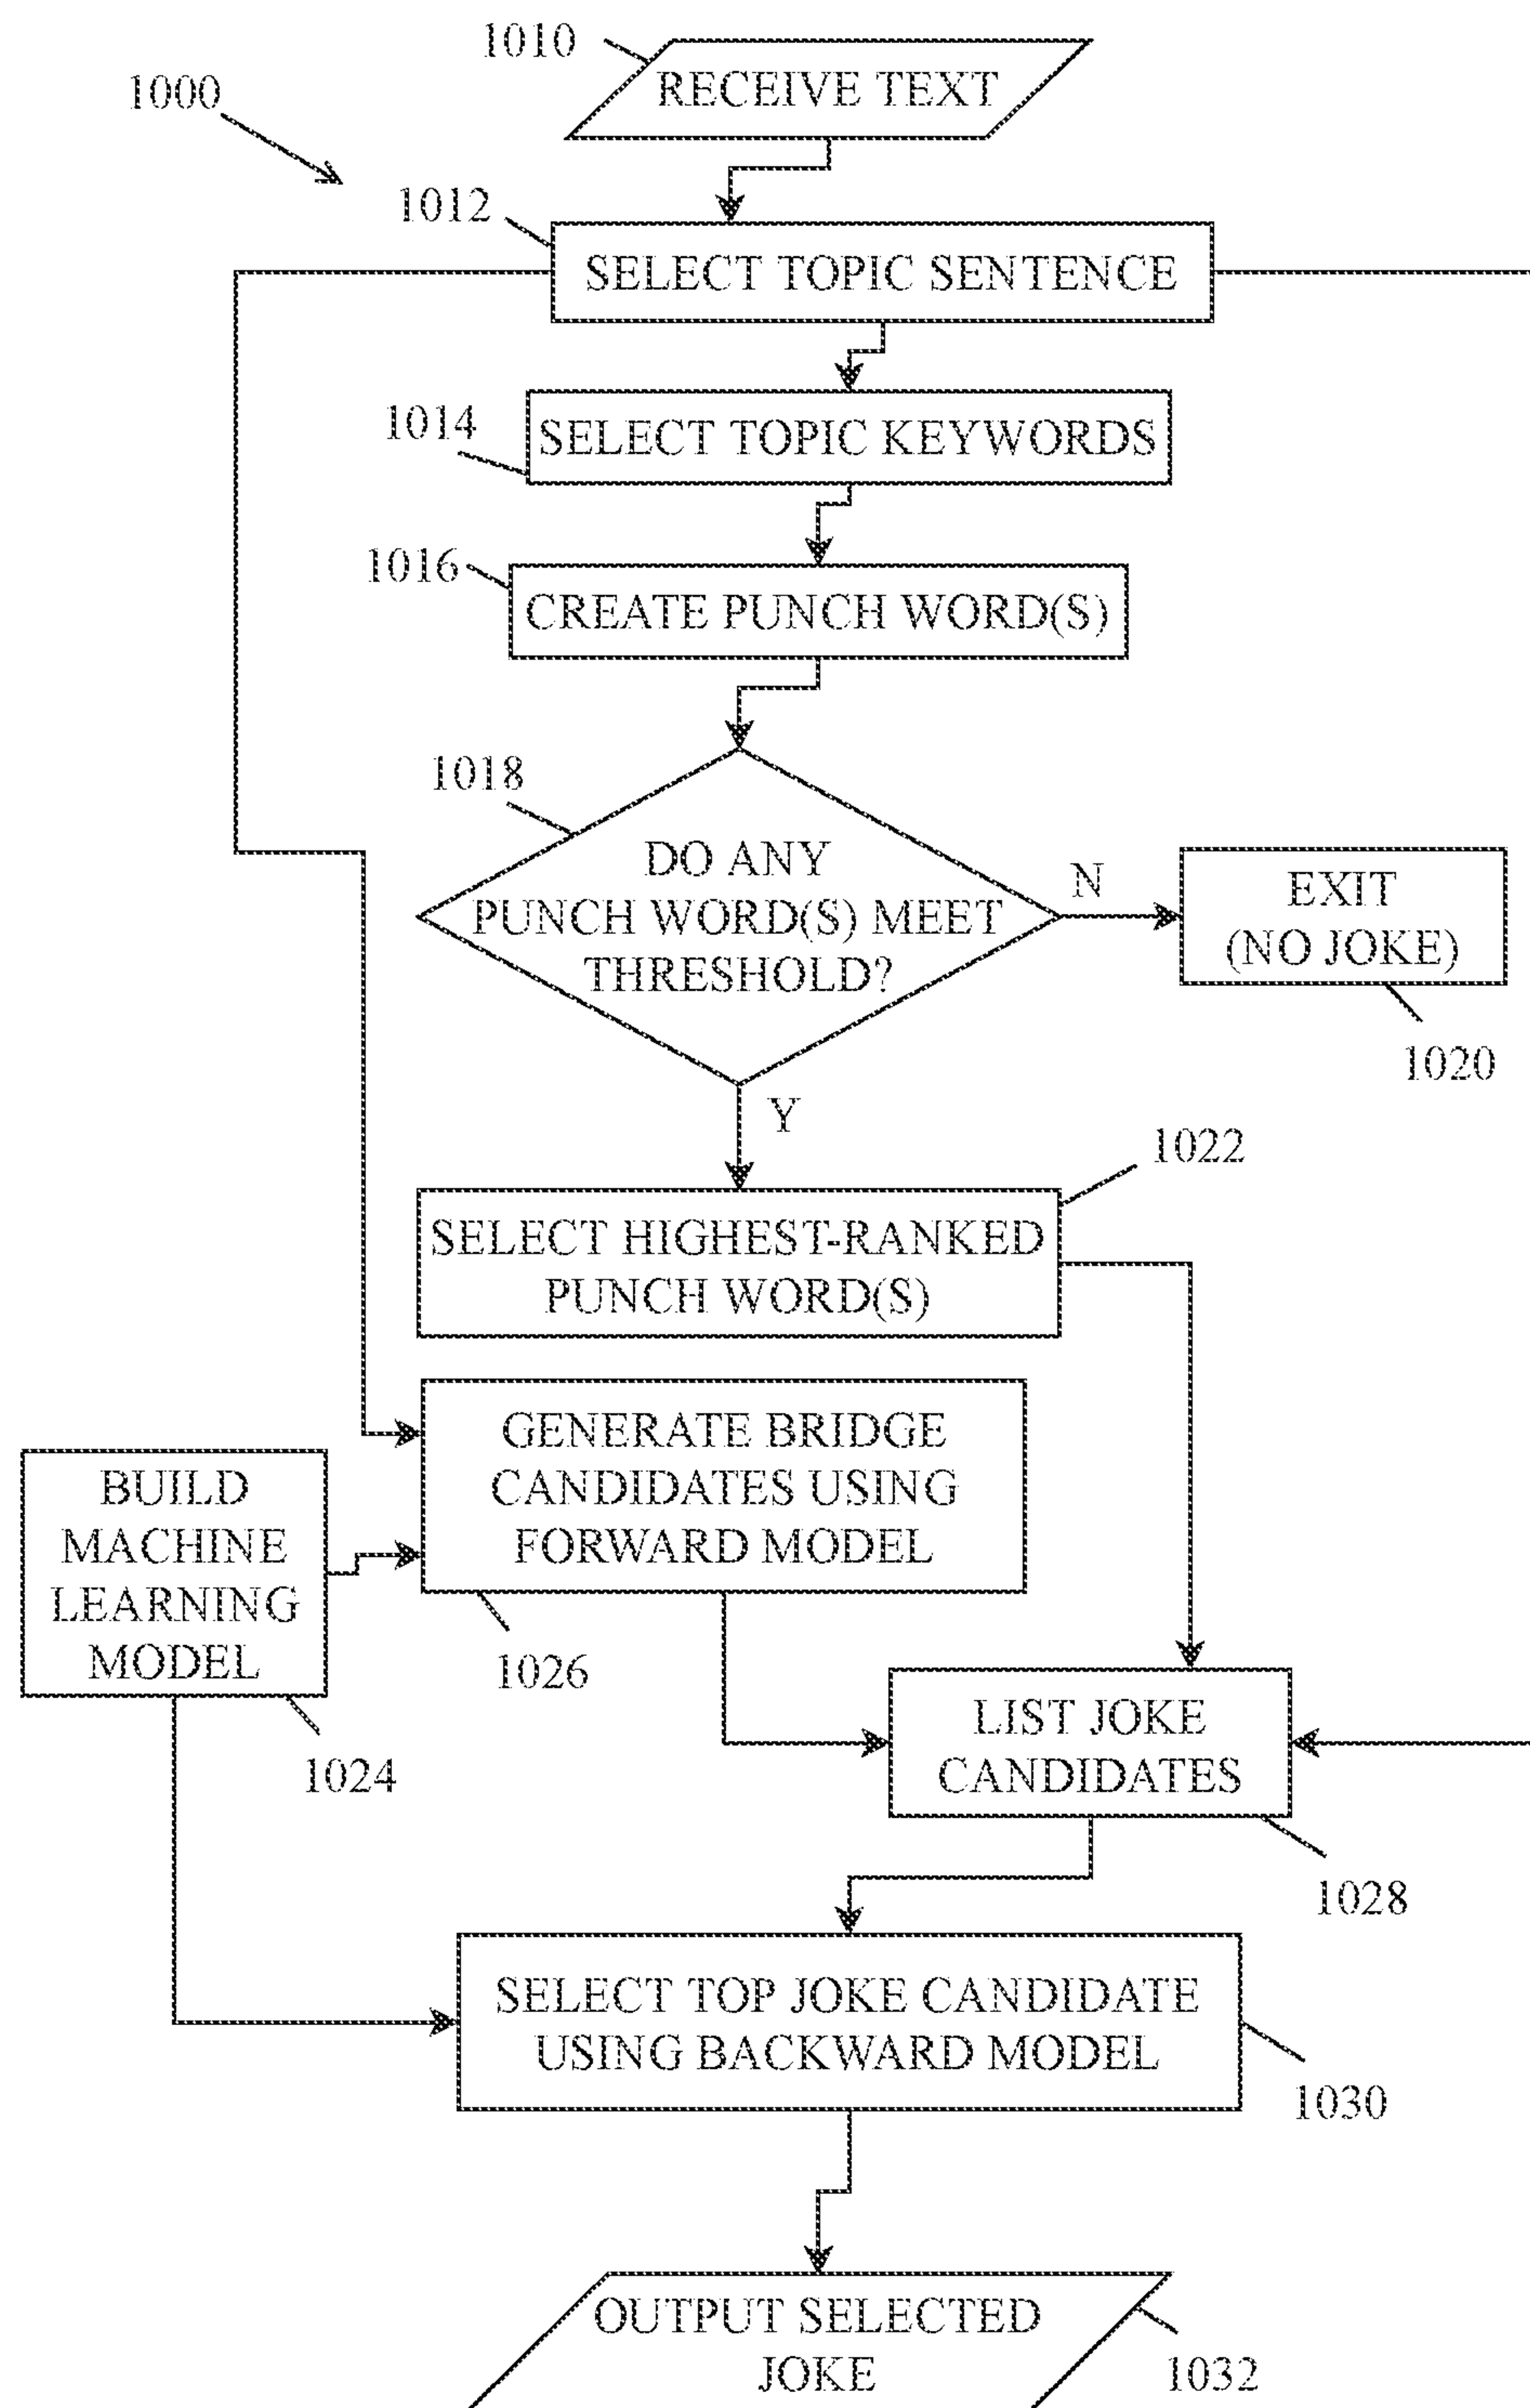 1010
RECEIVE TEXT
1000
1012
SELECT TOPIC SENTENCE
1014
SELECT TOPIC KEYWORDS
1016
CREATE PUNCH WORD(S)
1018
DO ANY
PUNCH WORD(S) MEET
THRESHOLD?
N
EXIT
(NO JOKE)
1020
Y
1022
SELECT HIGHEST-RANKED
PUNCH WORD(S)
GENERATE BRIDGE
CANDIDATES USING
FORWARD MODEL
1026
BUILD
MACHINE
LEARNING
MODEL
1024
LIST JOKE
CANDIDATES
1028
SELECT TOP JOKE CANDIDATE
USING BACKWARD MODEL
1030
OUTPUT SELECTED
JOKE
1032